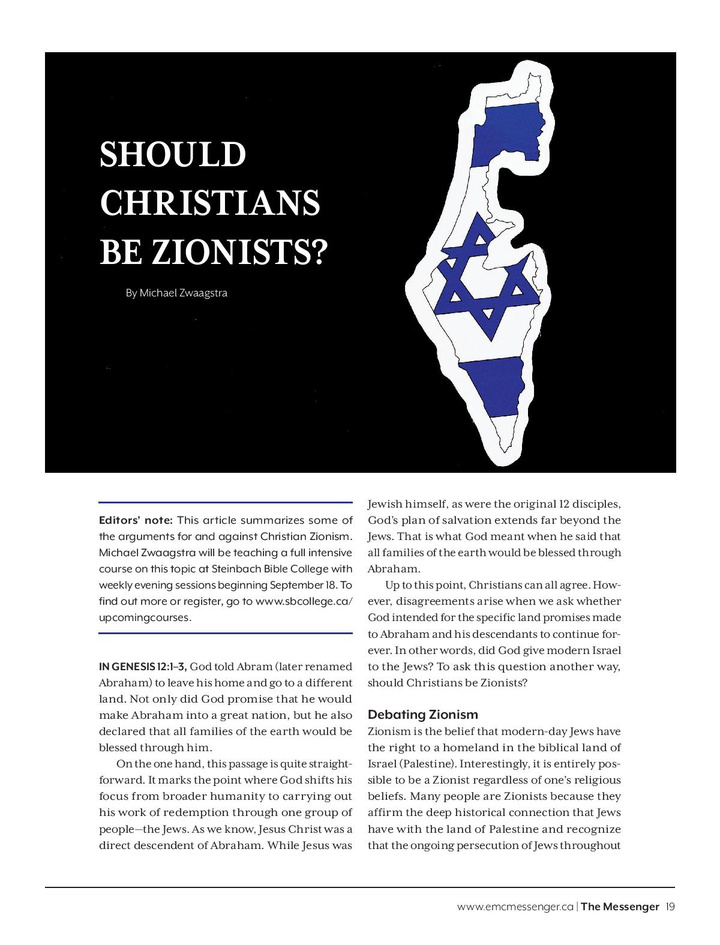 SHOULD
CHRISTIANS
BE ZIONISTS?
By Michael Zwaagstra
Editors' note: This article summarizes some of
the arguments for and against Christian Zionism.
Michael Zwaagstra will be teaching a full intensive
course on this topic at Steinbach Bible College with
weekly evening sessions beginning September 18. To
find out more or register, go to www.sbcollege.ca/
upcomingcourses.
IN GENESIS 12:1–3, God told Abram (later renamed
Abraham) to leave his home and go to a different
land. Not only did God promise that he would
make Abraham into a great nation, but he also
declared that all families of the earth would be
blessed through him.
On the one hand, this passage is quite straight-
forward. It marks the point where God shifts his
focus from broader humanity to carrying out
his work of redemption through one group of
people—the Jews. As we know, Jesus Christ was a
direct descendent of Abraham. While Jesus was
Jewish himself, as were the original 12 disciples,
God's plan of salvation extends far beyond the
Jews. That is what God meant when he said that
all families of the earth would be blessed through
Abraham.
Up to this point, Christians can all agree. How-
ever, disagreements arise when we ask whether
God intended for the specific land promises made
to Abraham and his descendants to continue for-
ever. In other words, did God give modern Israel
to the Jews? To ask this question another way,
should Christians be Zionists?
Debating Zionism
Zionism is the belief that modern-day Jews have
the right to a homeland in the biblical land of
Israel (Palestine). Interestingly, it is entirely pos-
sible to be a Zionist regardless of one's religious
beliefs. Many people are Zionists because they
affirm the deep historical connection that Jews
have with the land of Palestine and recognize
that the ongoing persecution of Jews throughout
www.emcmessenger.ca | The Messenger 19